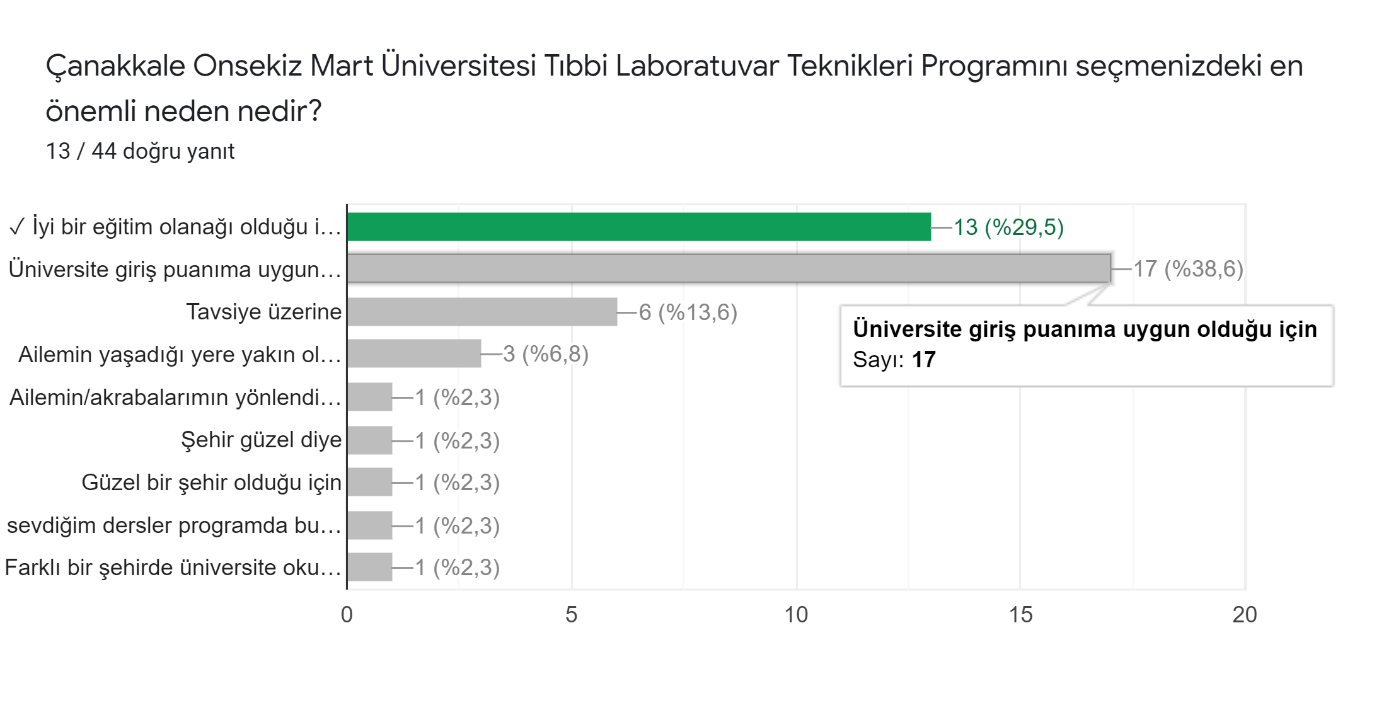 Çanakkale Onsekiz Mart Üniversitesi Tıbbi Laboratuvar Teknikleri Programını seçmenizdeki en
önemli neden nedir?
13 / 44 doğru yanıt
✓ İyi bir eğitim olanağı olduğu i… 13 (%29,5)
Üniversite giriş puanıma uygun… 17 (%38,6)
Tavsiye üzerine 6 (%13,6)
Üniversite giriş puanıma uygun olduğu için
Sayı: 17
Ailemin yaşadığı yere yakın ol… 3 (%6,8)
Ailemin/akrabalarımın yönlendi… 1 (%2,3)
Şehir güzel diye 1 (%2,3)
Güzel bir şehir olduğu için 1 (%2,3)
sevdiğim dersler programda bu… 1 (%2,3)
Farklı bir şehirde üniversite oku… 1 (%2,3)
0 5 10 15 20